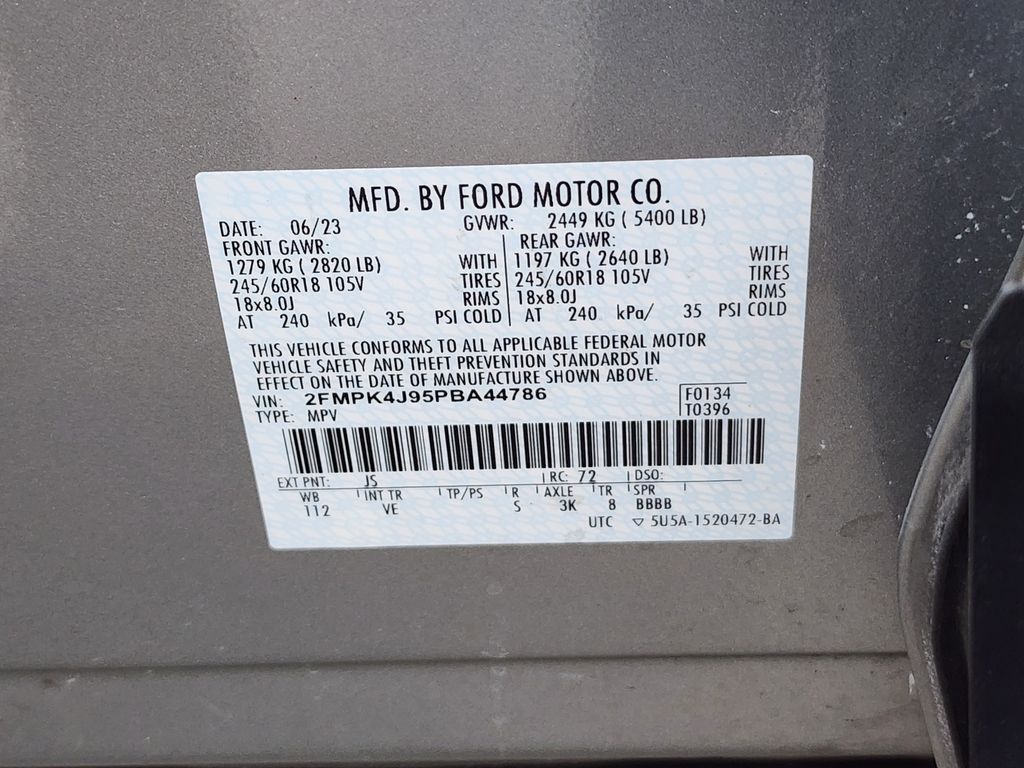 MFD. BY FORD MOTOR CO.
DATE: 06/23 GVWR: 2449 KG ( 5400 LB)
FRONT GAWR: REAR GAWR:
1279 KG ( 2820 LB) WITH 1197 KG ( 2640 LB) WITH
245/60R18 105V TIRES 245/60R18 105V TIRES
18x8.0J RIMS 18x8.0J RIMS
AT 240 kPa/ 35 PSI COLD AT 240 kPa/ 35 PSI COLD
THIS VEHICLE CONFORMS TO ALL APPLICABLE FEDERAL MOTOR
VEHICLE SAFETY AND THEFT PREVENTION STANDARDS IN
EFFECT ON THE DATE OF MANUFACTURE SHOWN ABOVE.
VIN: 2FMPK4J95PBA44786 F0134
TYPE: MPV T0396
EXT PNT: JS RC: 72 DSO:
WB INT TR TP/PS R AXLE TR SPR
112 VE S 3K 8 BBBB
UTC ▽ 5U5A-1520472-BA